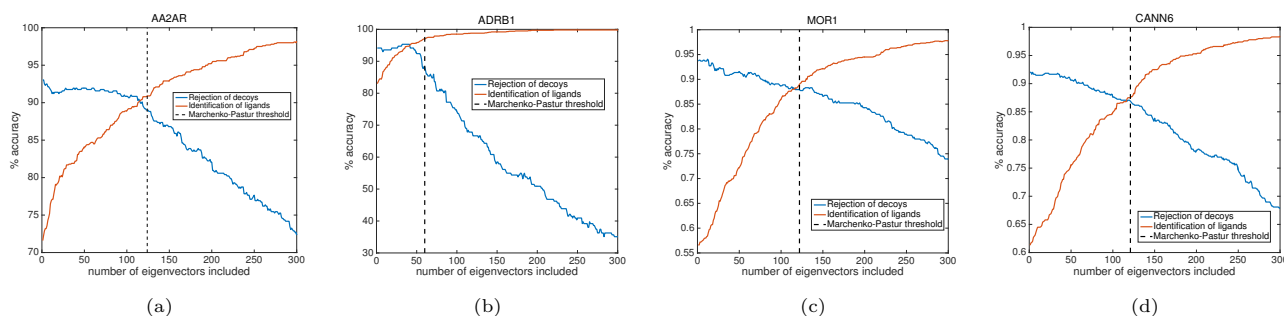 AA2AR
100
95
90
85
80
75
70
% accuracy
Rejection of decoys
Identification of ligands
Marchenko-Pastur threshold
0 50 100 150 200 250 300
number of eigenvectors included
(a)
ADRB1
100
90
80
70
60
50
40
30
% accuracy
Rejection of decoys
Identification of ligands
Marchenko-Pastur threshold
0 50 100 150 200 250 300
number of eigenvectors included
(b)
MOR1
1
0.95
0.9
0.85
0.8
0.75
0.7
0.65
0.6
0.55
% accuracy
Rejection of decoys
Identification of ligands
Marchenko-Pastur threshold
0 50 100 150 200 250 300
number of eigenvectors included
(c)
CANN6
1
0.95
0.9
0.85
0.8
0.75
0.7
0.65
0.6
% accuracy
Rejection of decoys
Identification of ligands
Marchenko-Pastur threshold
0 50 100 150 200 250 300
number of eigenvectors included
(d)